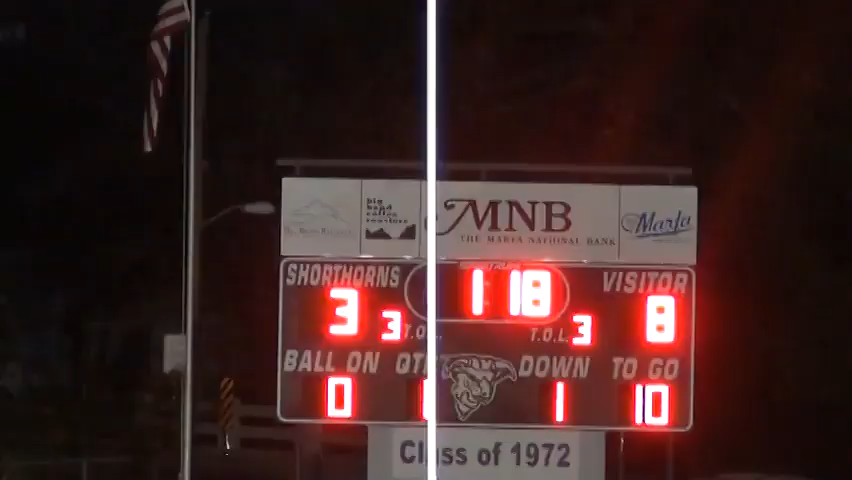 big
bend
coffee
roasters
MNB
THE MARFA NATIONAL BANK
Marfa
SHORTHORNS
1 18
VISITOR
3
3
T.O.L.
T.O.L.
3
8
BALL ON
DOWN
TO GO
0
1
1
10
Class of 1972